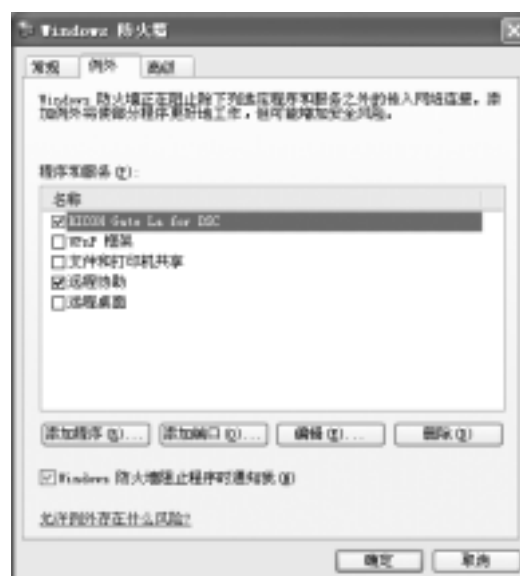 Windows 防火墙
常规 例外 高级
Windows 防火墙正在阻止除下列选定程序和服务之外的传入网络连接。添
加例外将使部分程序更好地工作，但可能增加安全风险。
程序和服务(P):
名称
RICOH Gate La for DSC
UPnP 框架
文件和打印机共享
远程协助
远程桌面
添加程序(R)... 添加端口(O)... 编辑(E)... 删除(D)
Windows 防火墙阻止程序时通知我(N)
允许例外存在什么风险?
确定 取消